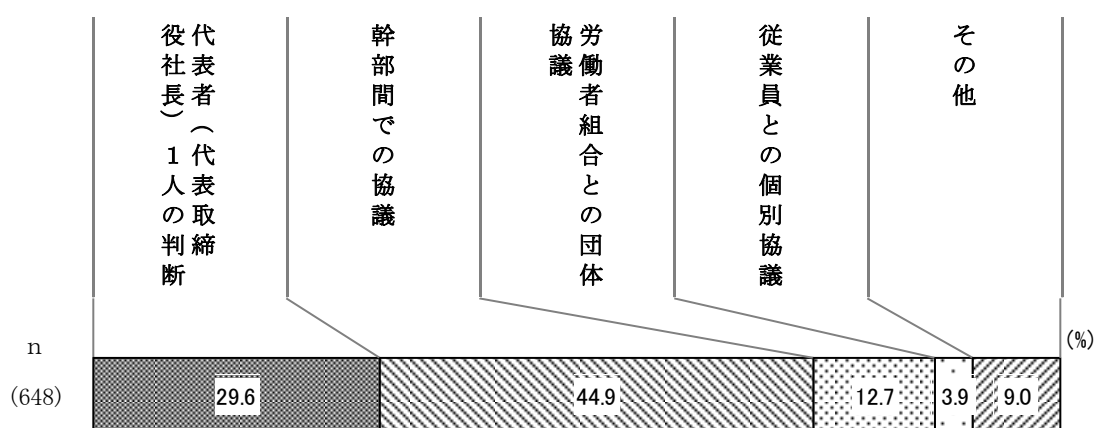 代表者（代表取締
役社長）１人の判断
幹部間での協議
労働者組合との団体
協議
従業員との個別協議
その他
(%)
n
(648)
29.6
44.9
12.7
3.9
9.0